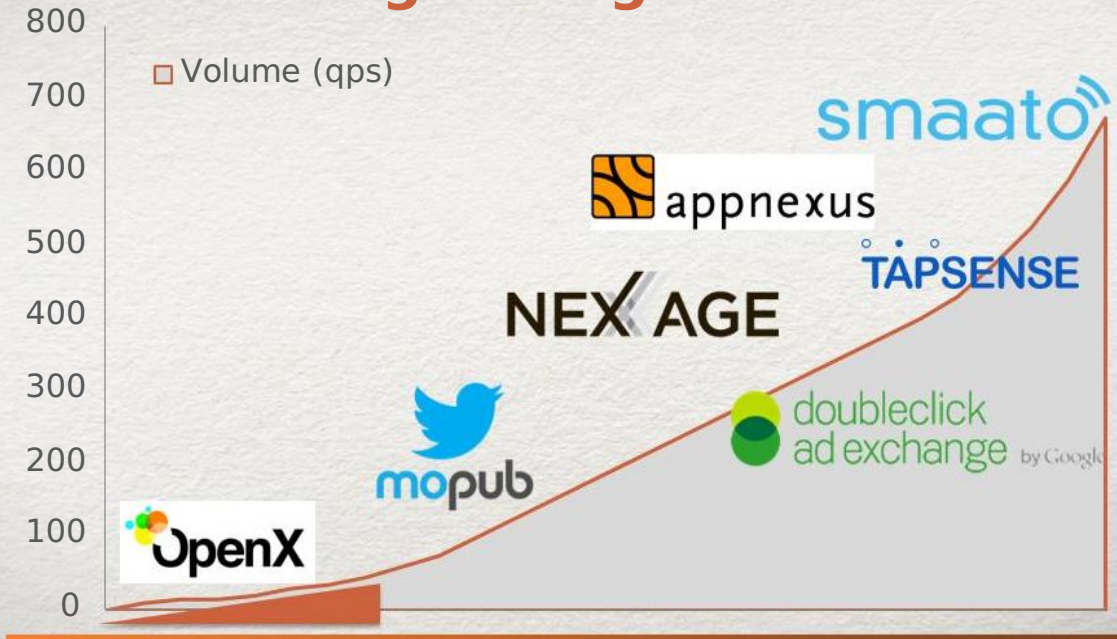 800
700
600
500
400
300
200
100
0
Volume (qps)
smaato
appnexus
TAPSENSE
NEXAGE
doubleclick
ad exchange by Google
mopub
OpenX